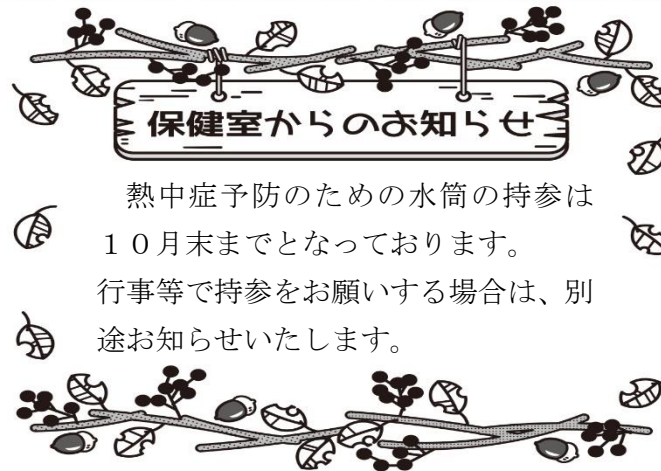 保健室からのお知らせ
　熱中症予防のための水筒の持参は
１０月末までとなっております。
行事等で持参をお願いする場合は、別
途お知らせいたします。